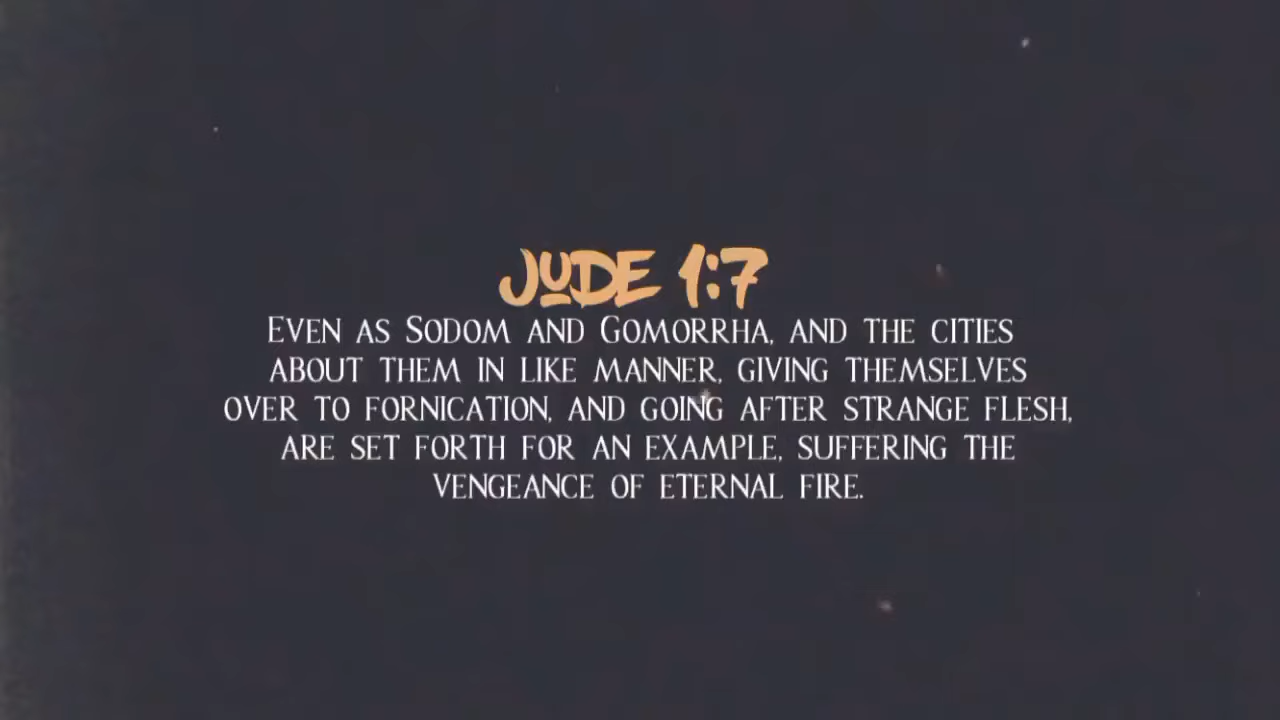 JUDE 1:7
EVEN AS SODOM AND GOMORRHA, AND THE CITIES
ABOUT THEM IN LIKE MANNER, GIVING THEMSELVES
OVER TO FORNICATION, AND GOING AFTER STRANGE FLESH,
ARE SET FORTH FOR AN EXAMPLE, SUFFERING THE
VENGEANCE OF ETERNAL FIRE.